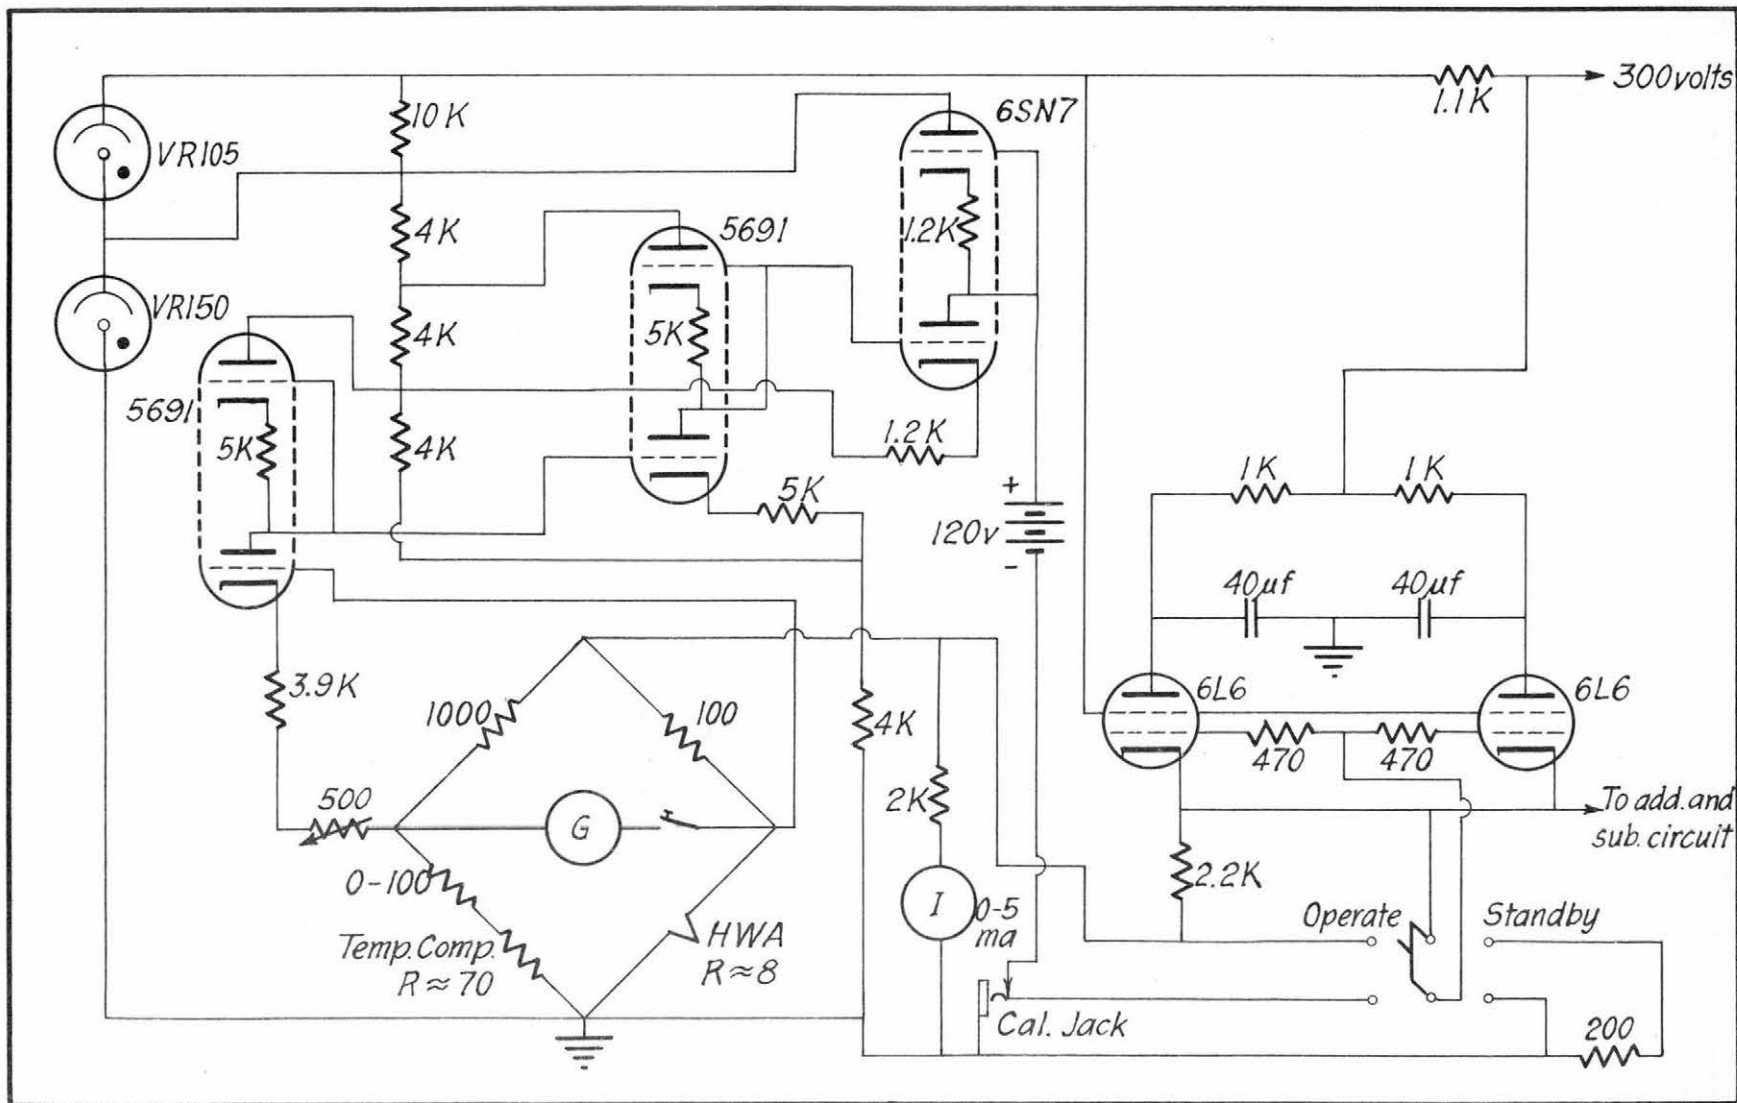 300volts
1.1K
10K
6SN7
VR105
4K
5691
1.2K
VR150
4K
5K
5691
5K
4K
1.2K
1K
1K
5K
+
120v
-
40µf
40µf
3.9K
1000
100
4K
6L6
6L6
470
470
500
G
2K
To add. and
sub. circuit
0-100
2.2K
I
0-5
ma
Operate
Standby
Temp. Comp.
R≈70
HWA
R≈8
Cal. Jack
200